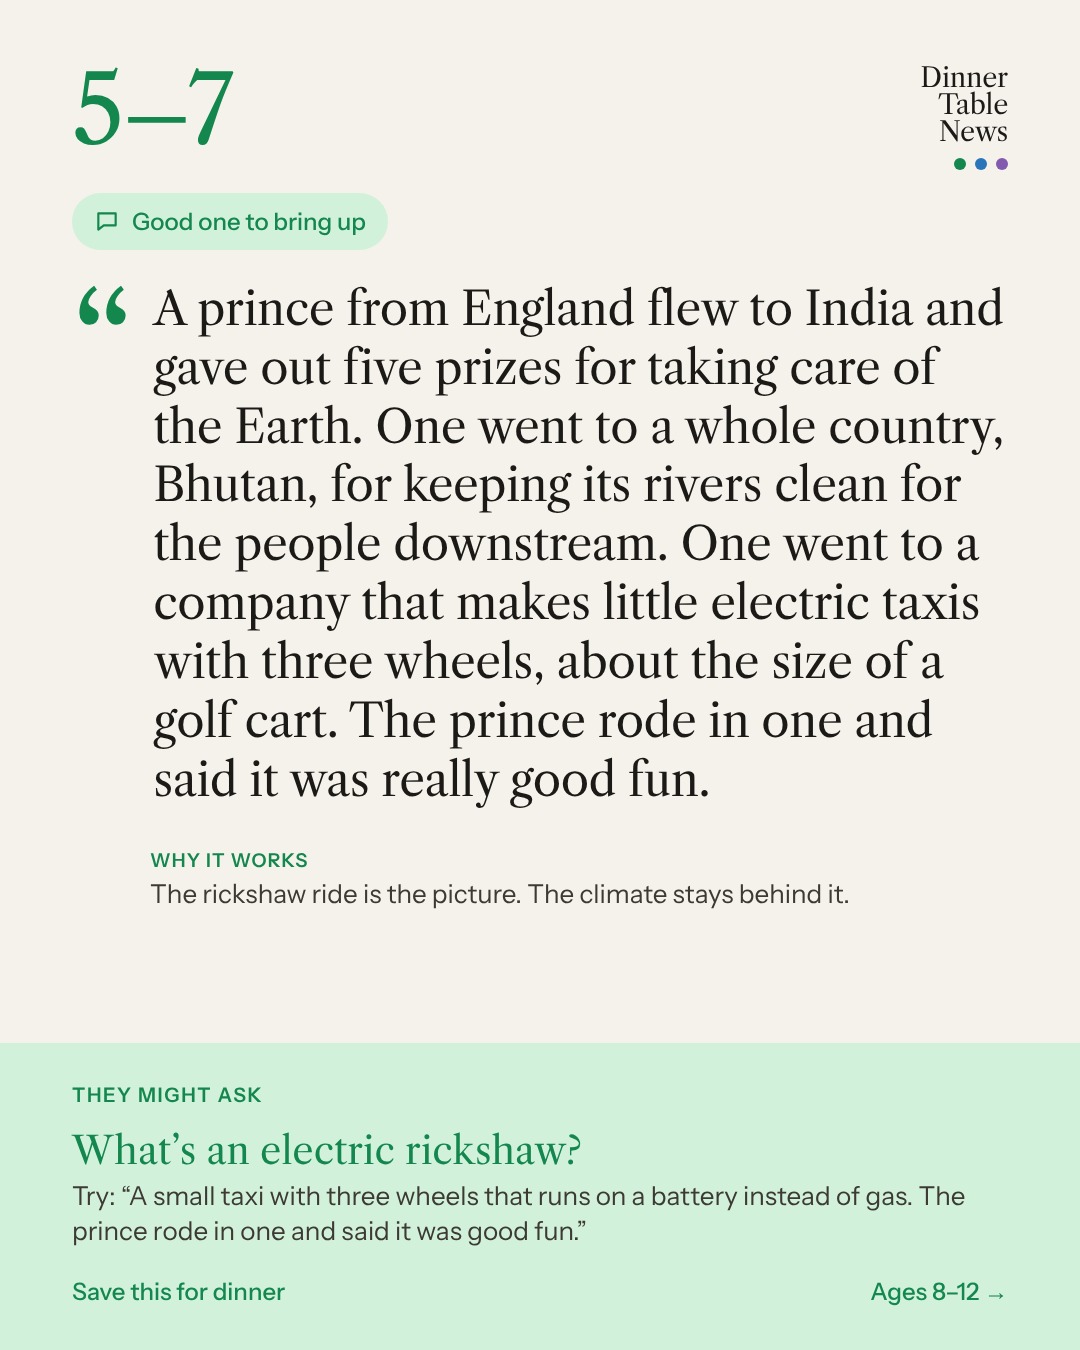 5–7
Dinner
Table
News
Good one to bring up
“ A prince from England flew to India and
gave out five prizes for taking care of
the Earth. One went to a whole country,
Bhutan, for keeping its rivers clean for
the people downstream. One went to a
company that makes little electric taxis
with three wheels, about the size of a
golf cart. The prince rode in one and
said it was really good fun.
WHY IT WORKS
The rickshaw ride is the picture. The climate stays behind it.
THEY MIGHT ASK
What’s an electric rickshaw?
Try: “A small taxi with three wheels that runs on a battery instead of gas. The
prince rode in one and said it was good fun.”
Save this for dinner
Ages 8–12 →